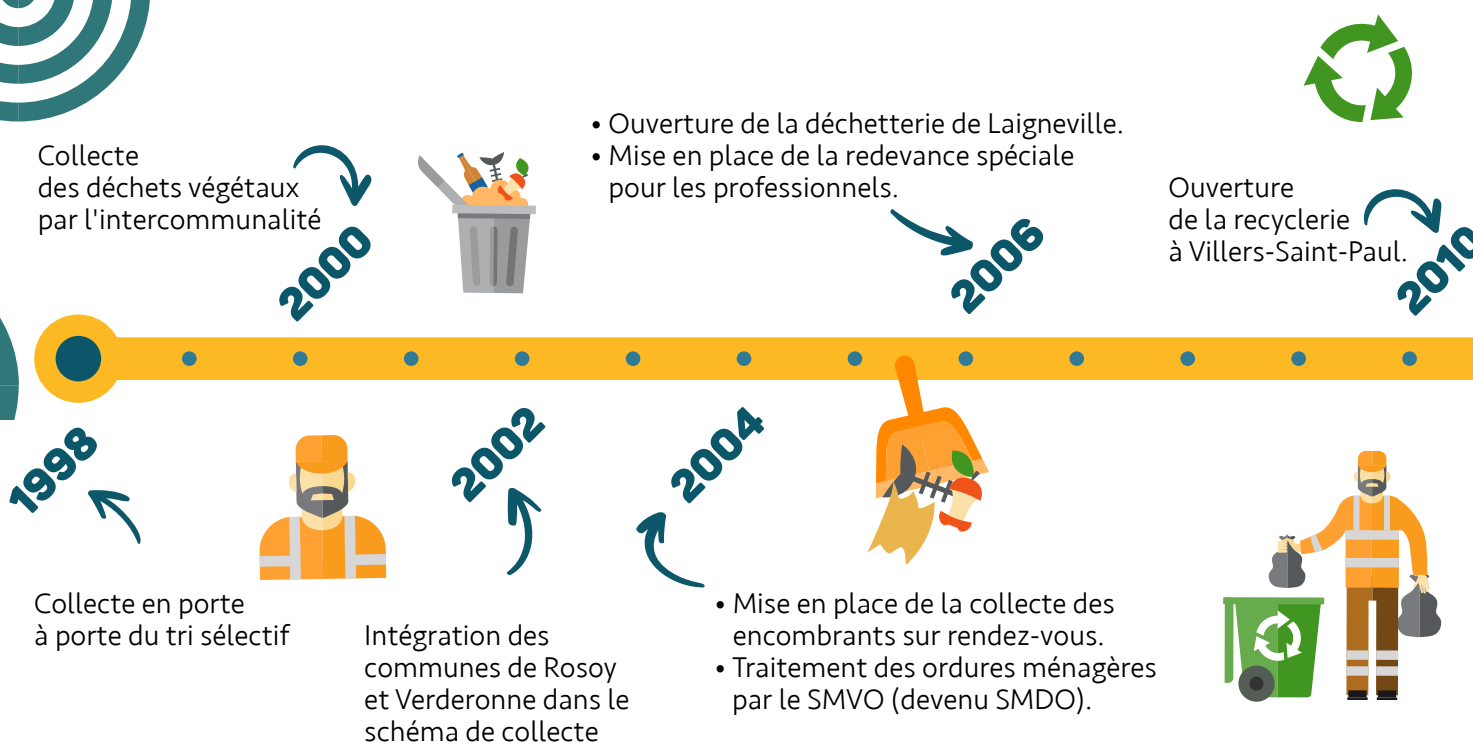 Collecte
des déchets végétaux
par l'intercommunalité
2000
• Ouverture de la déchetterie de Laigneville.
• Mise en place de la redevance spéciale
pour les professionnels.
2006
Ouverture
de la recyclerie
à Villers-Saint-Paul.
2010
1998
Collecte en porte
à porte du tri sélectif
2002
Intégration des
communes de Rosoy
et Verderonne dans le
schéma de collecte
2004
• Mise en place de la collecte des
encombrants sur rendez-vous.
• Traitement des ordures ménagères
par le SMVO (devenu SMDO).